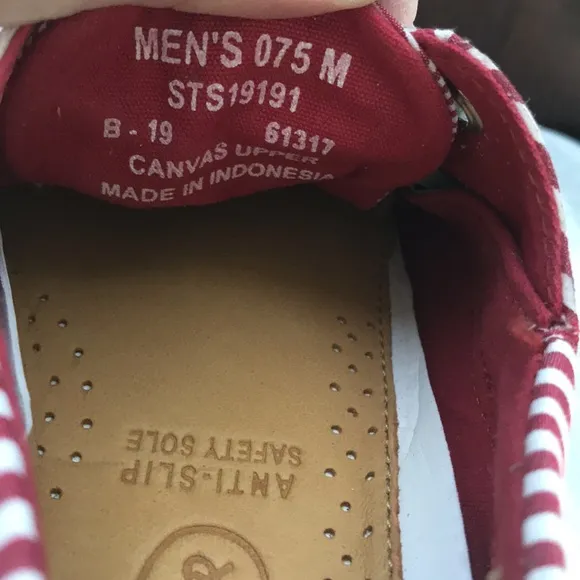 MEN'S 075 M
STS19191
B - 19 61317
CANVAS UPPER
MADE IN INDONESIA
ANTI-SLIP
SAFETY SOLE